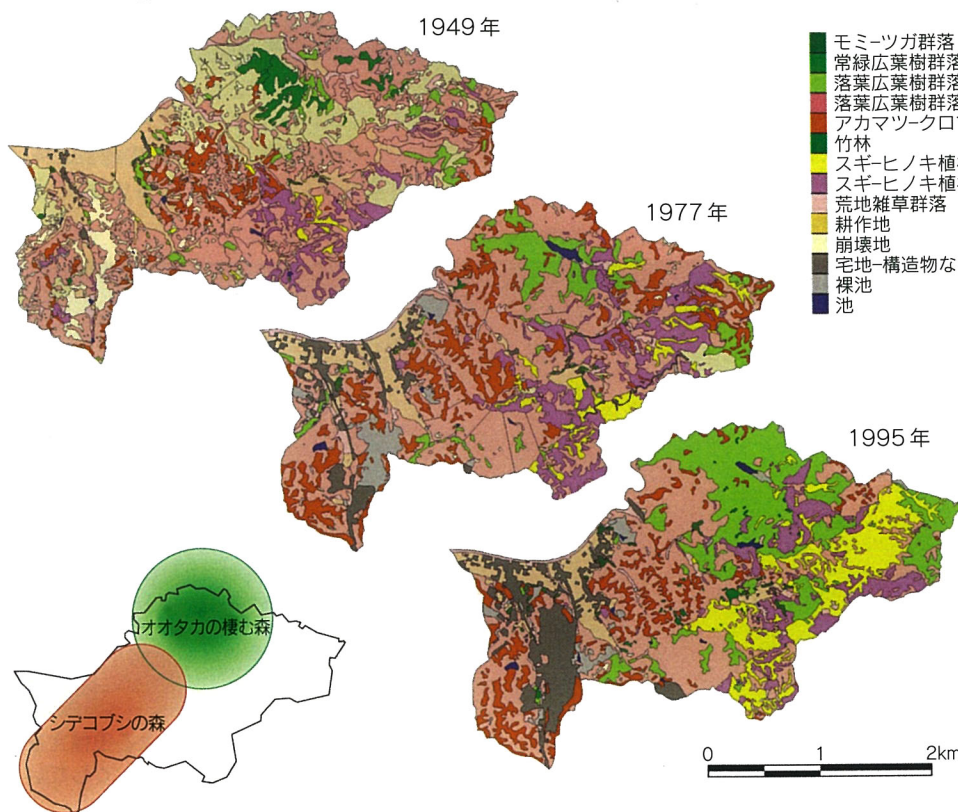 1949年
モミーツガ群落
常緑広葉樹群落
落葉広葉樹群落
落葉広葉樹群落
アカマツークロ
竹林
スギーヒノキ植
スギーヒノキ植
荒地雑草群落
耕作地
崩壊地
宅地−構造物な
裸池
池
1977年
1995年
オオタカの棲む森
シデコブシの森
0 1 2km